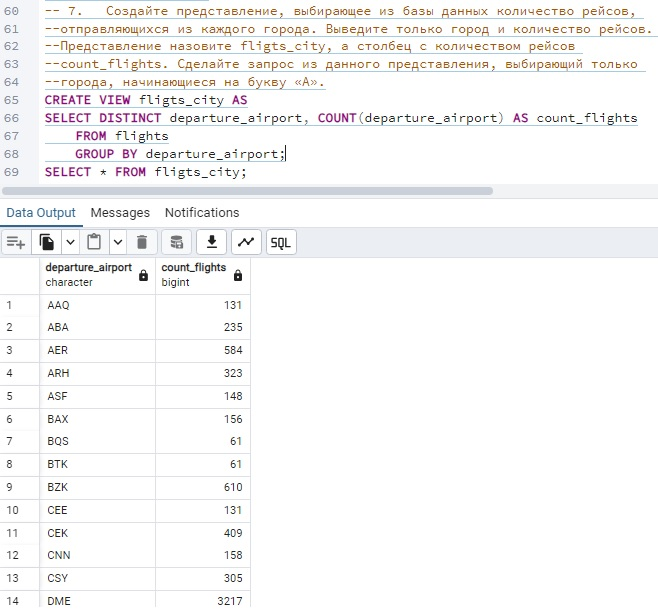 60 -- 7. Создайте представление, выбирающее из базы данных количество рейсов,
61 --отправляющихся из каждого города. Выведите только город и количество рейсов.
62 --Представление назовите fligts_city, а столбец с количеством рейсов
63 --count_flights. Сделайте запрос из данного представления, выбирающий только
64 --города, начинающиеся на букву «А».
65 CREATE VIEW fligts_city AS
66 SELECT DISTINCT departure_airport, COUNT(departure_airport) AS count_flights
67 FROM flights
68 GROUP BY departure_airport;
69 SELECT * FROM fligts_city;
Data Output Messages Notifications
SQL
departure_airport count_flights
character bigint
1 AAQ 131
2 ABA 235
3 AER 584
4 ARH 323
5 ASF 148
6 BAX 156
7 BQS 61
8 BTK 61
9 BZK 610
10 CEE 131
11 CEK 409
12 CNN 158
13 CSY 305
14 DME 3217